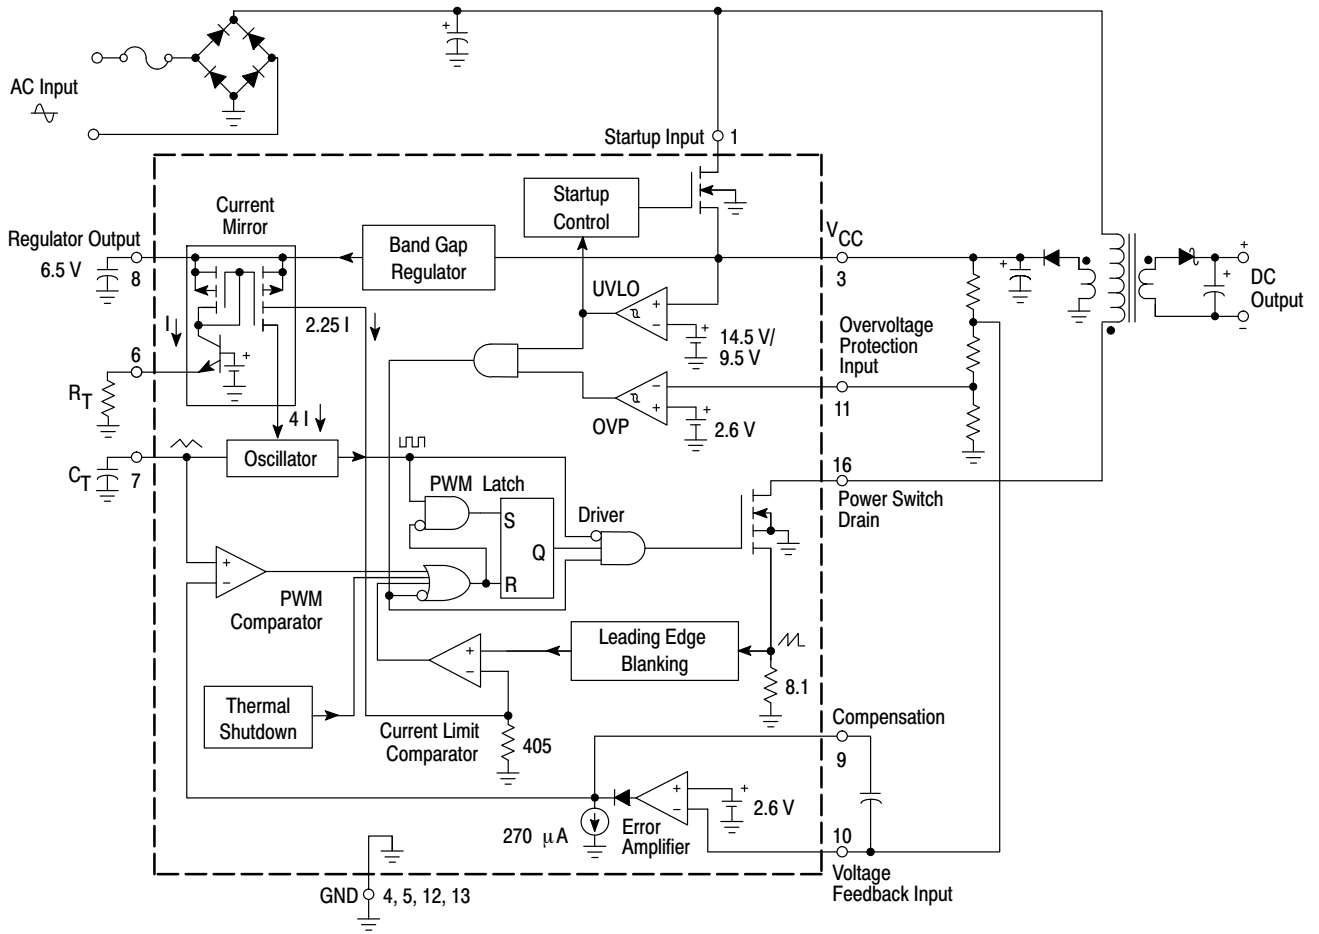 AC Input
Startup Input
1
Current
Mirror
Startup
Control
Regulator Output
6.5 V
8
Band Gap
Regulator
VCC
3
UVLO
14.5 V/
9.5 V
I
2.25 I
6
RT
4 I
Overvoltage
Protection
Input
11
OVP
2.6 V
DC
Output
+
−
CT
7
Oscillator
PWM Latch
S
Q
R
Driver
16
Power Switch
Drain
PWM
Comparator
Leading Edge
Blanking
8.1
Thermal
Shutdown
Current Limit
Comparator
405
Compensation
9
270 μA
Error
Amplifier
2.6 V
10
Voltage
Feedback Input
GND
4, 5, 12, 13